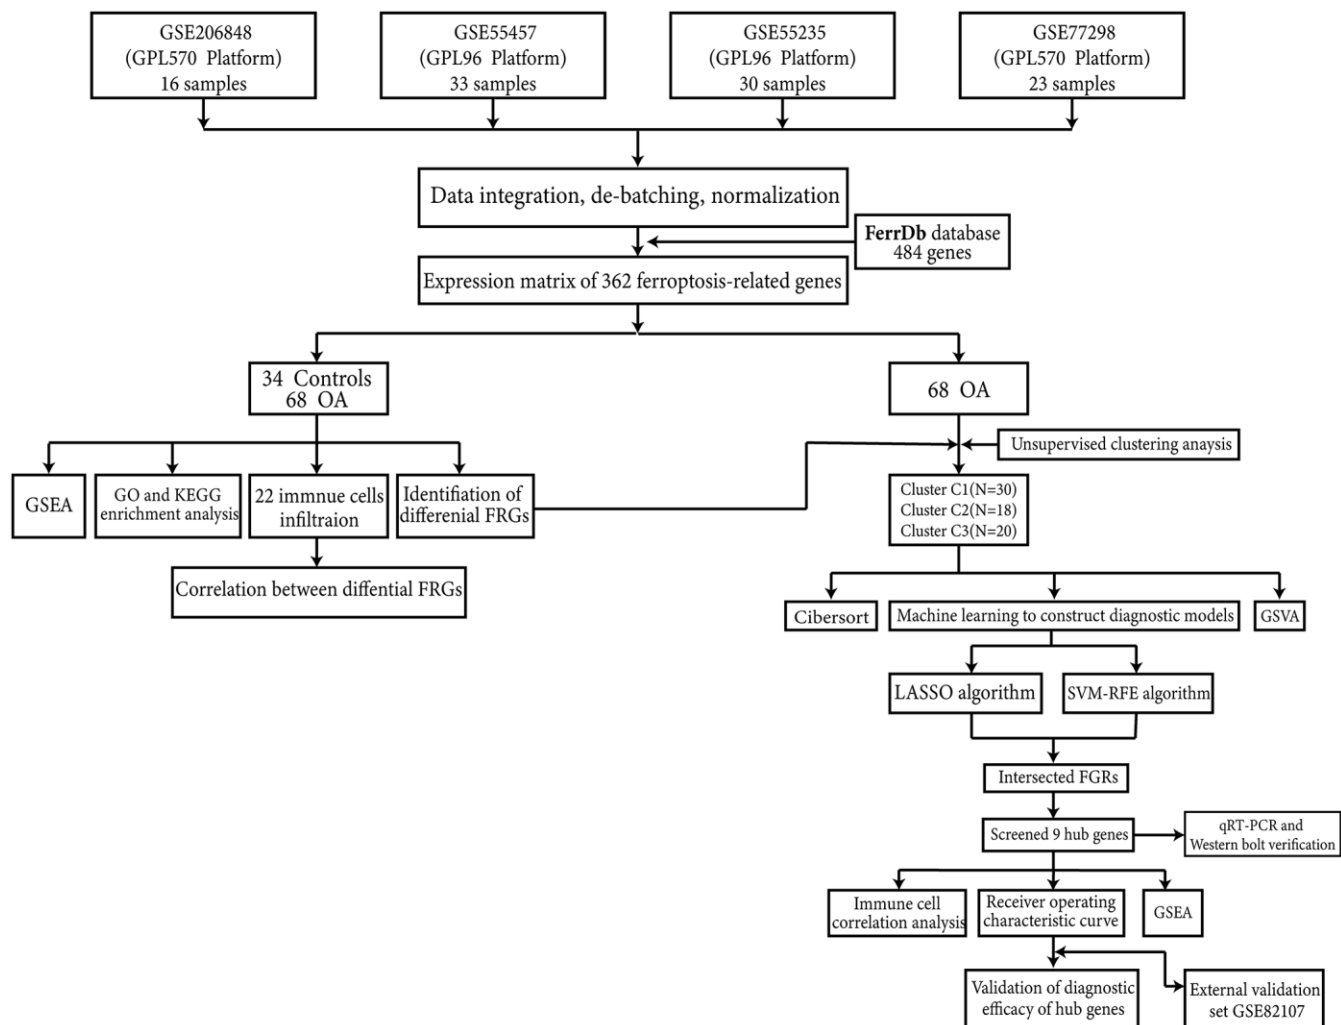 GSE206848
(GPL570 Platform)
16 samples
GSE55457
(GPL96 Platform)
33 samples
GSE55235
(GPL96 Platform)
30 samples
GSE77298
(GPL570 Platform)
23 samples
Data integration, de-batching, normalization
FerrDb database
484 genes
Expression matrix of 362 ferroptosis-related genes
34 Controls
68 OA
68 OA
Unsupervised clustering anaysis
GSEA
GO and KEGG
enrichment analysis
22 immnue cells
infiltraion
Identifiation of
differenial FRGs
Cluster C1(N=30)
Cluster C2(N=18)
Cluster C3(N=20)
Correlation between diffential FRGs
Cibersort
Machine learning to construct diagnostic models
GSVA
LASSO algorithm
SVM-RFE algorithm
Intersected FGRs
Screened 9 hub genes
qRT-PCR and
Western bolt verification
Immune cell
correlation analysis
Receiver operating
characteristic curve
GSEA
Validation of diagnostic
efficacy of hub genes
External validation
set GSE82107